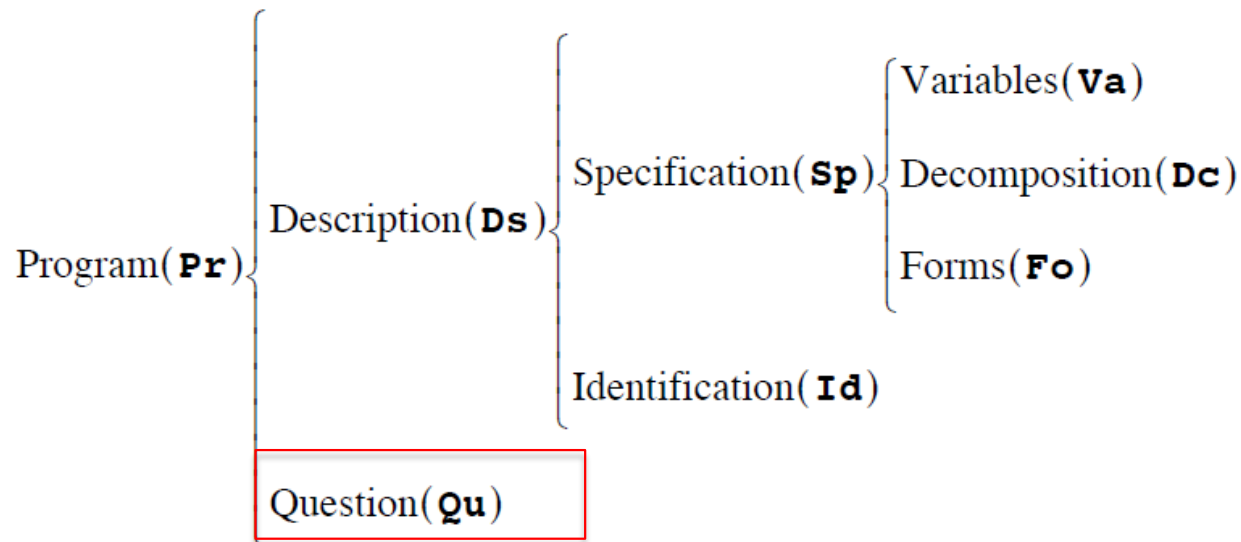 Variables(Va)
Specification(Sp)
Decomposition(Dc)
Description(Ds)
Program(Pr)
Forms(Fo)
Identification(Id)
Question(Qu)